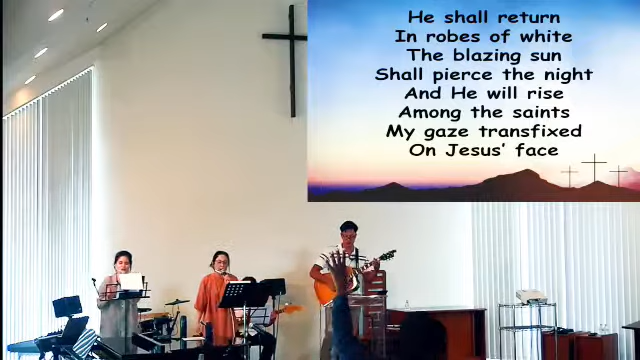 He shall return
In robes of white
The blazing sun
Shall pierce the night
And He will rise
Among the saints
My gaze transfixed
On Jesus' face